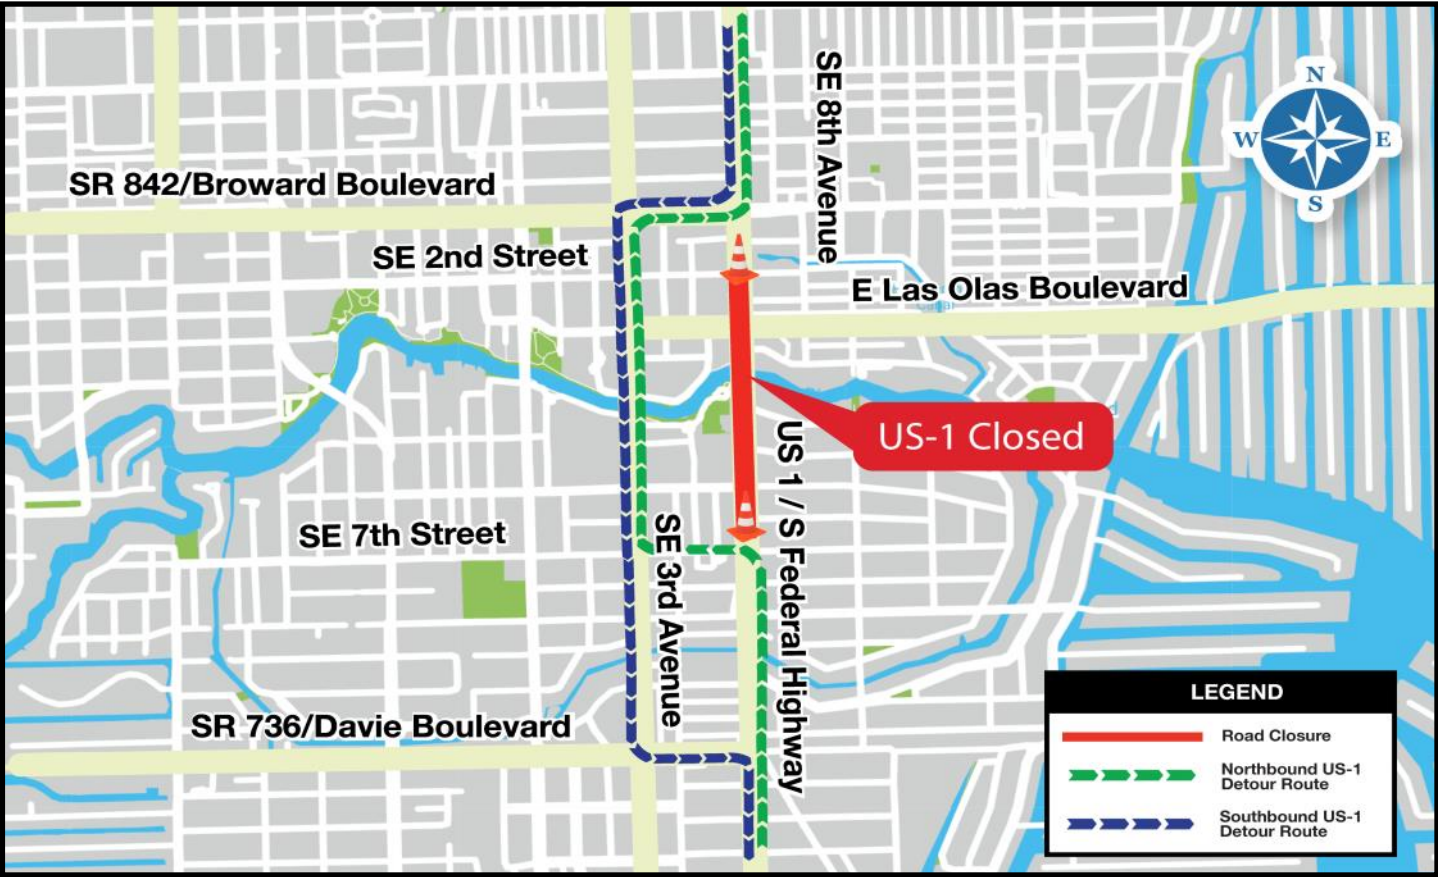 SE 8th Avenue
N
W
E
S
SR 842/Broward Boulevard
SE 2nd Street
E Las Olas Boulevard
US-1 Closed
US 1 / S Federal Highway
SE 7th Street
SE 3rd Avenue
SR 736/Davie Boulevard
LEGEND
Road Closure
Northbound US-1
Detour Route
Southbound US-1
Detour Route